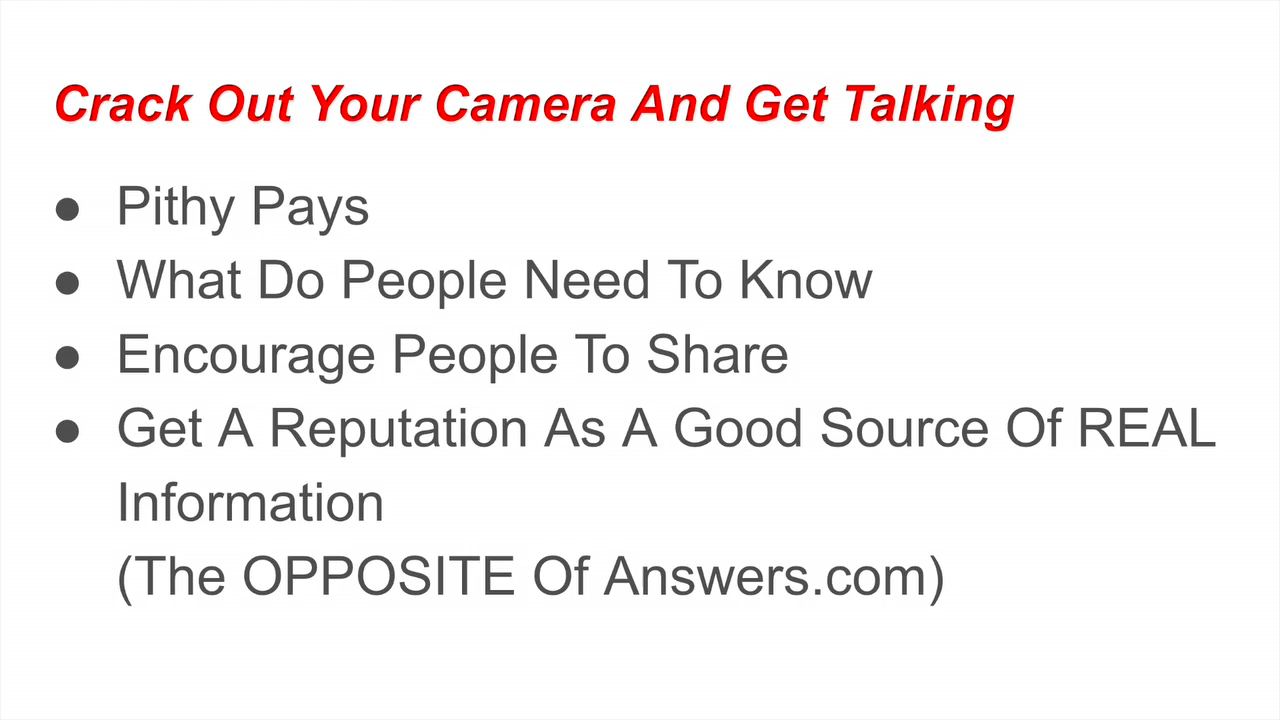 Crack Out Your Camera And Get Talking
● Pithy Pays
● What Do People Need To Know
● Encourage People To Share
● Get A Reputation As A Good Source Of REAL
Information
(The OPPOSITE Of Answers.com)